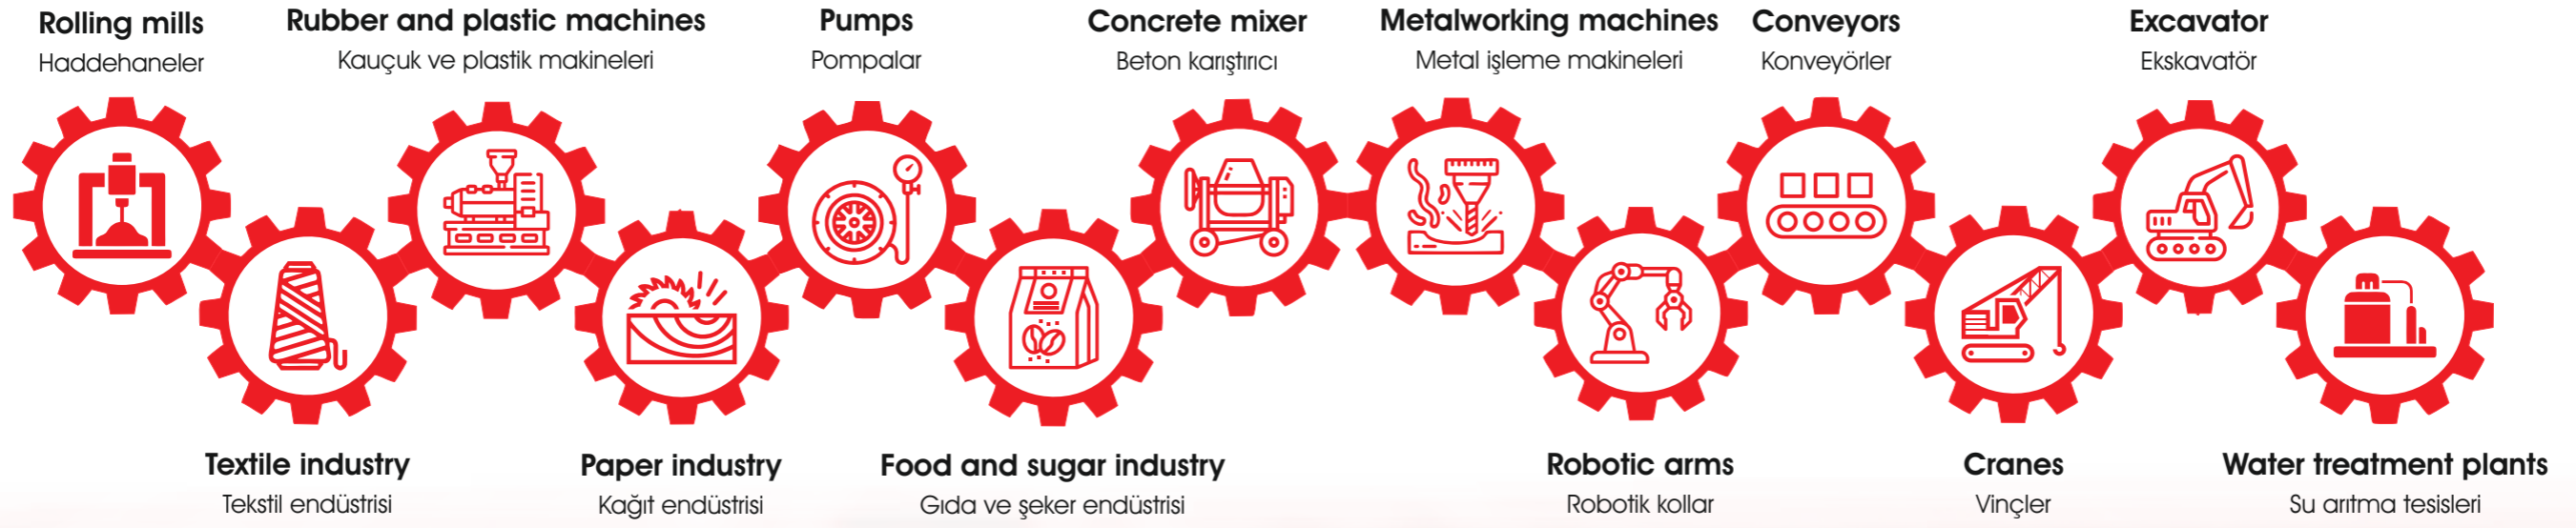 Rolling mills
Haddehaneler
Rubber and plastic machines
Kauçuk ve plastik makineleri
Pumps
Pompalar
Concrete mixer
Beton karıştırıcı
Metalworking machines
Metal işleme makineleri
Conveyors
Konveyörler
Excavator
Ekskavatör
Textile industry
Tekstil endüstrisi
Paper industry
Kağıt endüstrisi
Food and sugar industry
Gıda ve şeker endüstrisi
Robotic arms
Robotik kollar
Cranes
Vinçler
Water treatment plants
Su arıtma tesisleri